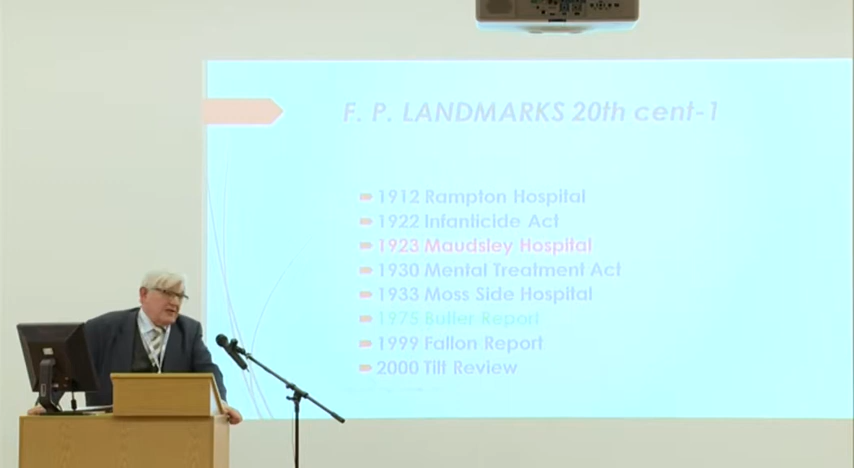 F. P. LANDMARKS 20th cent-1
1912 Rampton Hospital
1922 Infanticide Act
1923 Maudsley Hospital
1930 Mental Treatment Act
1933 Moss Side Hospital
1975 Butler Report
1999 Fallon Report
2000 Tilt Review